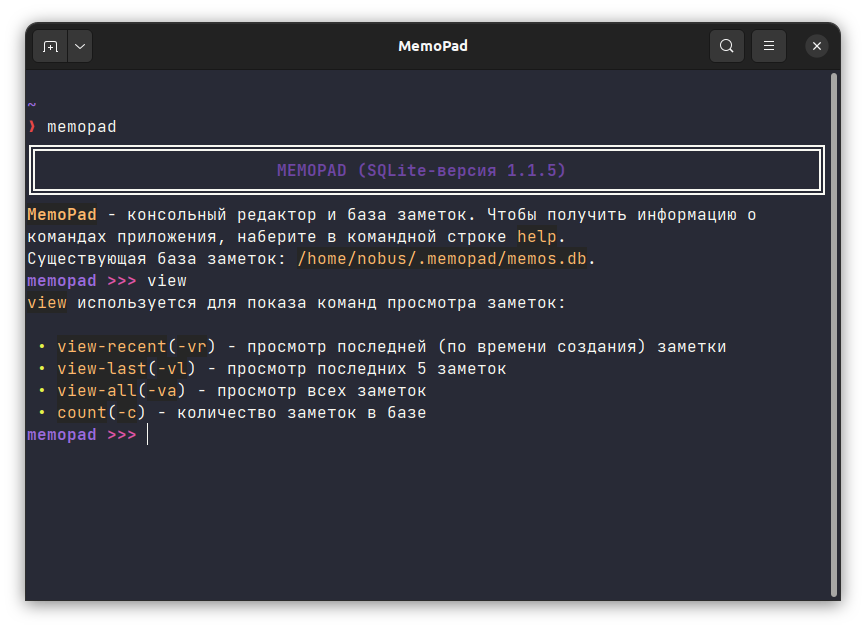 MemoPad
~
❯ memopad
MEMOPAD (SQLite-версия 1.1.5)
MemoPad - консольный редактор и база заметок. Чтобы получить информацию о
командах приложения, наберите в командной строке help.
Существующая база заметок: /home/nobus/.memopad/memos.db.
memopad >>> view
view используется для показа команд просмотра заметок:
• view-recent(-vr) - просмотр последней (по времени создания) заметки
• view-last(-vl) - просмотр последних 5 заметок
• view-all(-va) - просмотр всех заметок
• count(-c) - количество заметок в базе
memopad >>>